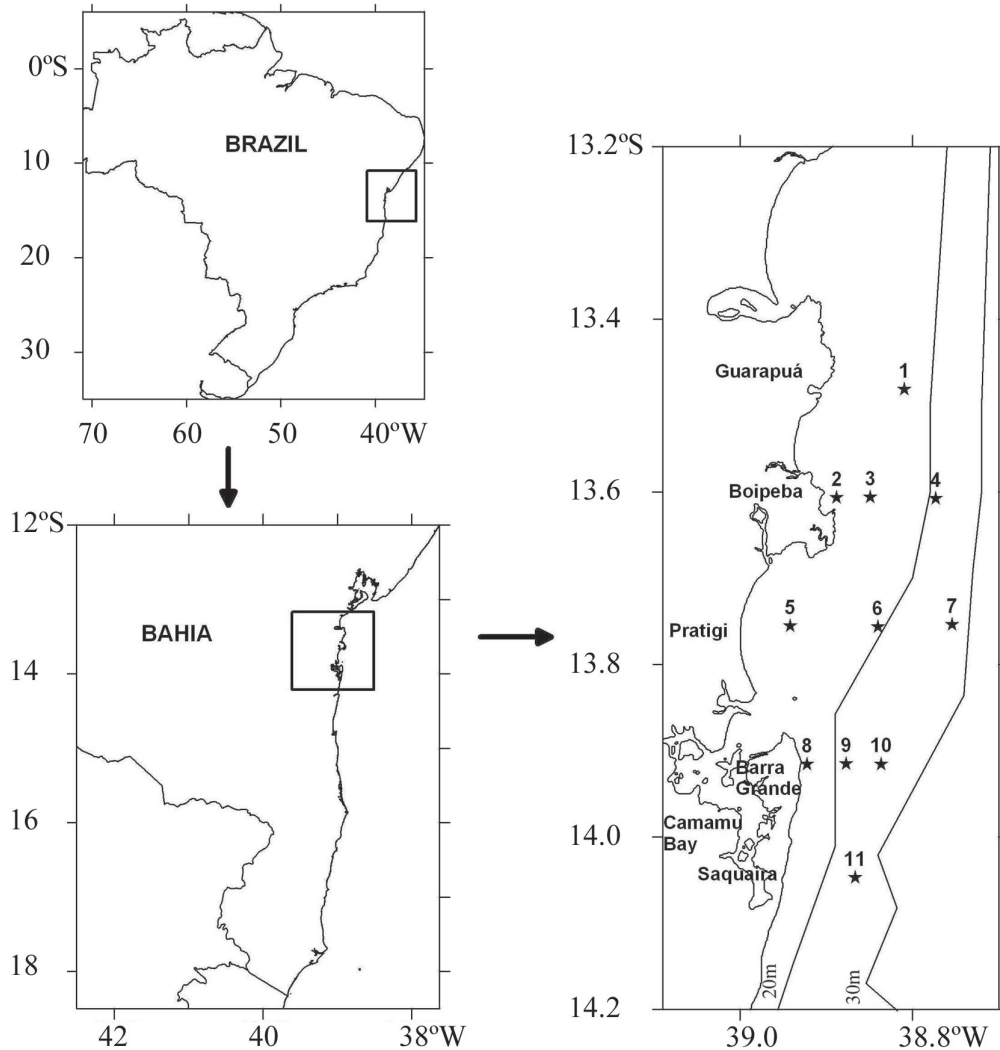 0ºS
BRAZIL
10
20
30
70
60
50
40ºW
12ºS
BAHIA
14
16
18
42
40
38ºW
13.2ºS
13.4
Guarapuá
1
13.6
Boipeba
2
3
4
Pratigi
5
6
7
13.8
8
9
10
Barra
Grande
Camamu
Bay
14.0
Saquaira
11
20m
30m
14.2
39.0
38.8ºW